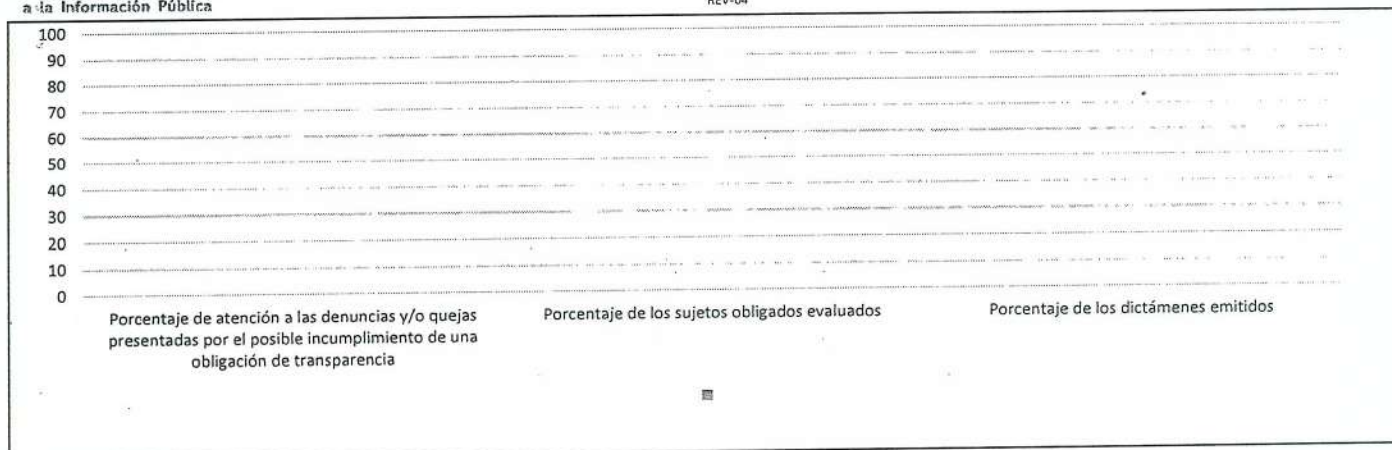 a la Información Pública
REV-04
100
90
80
70
60
50
40
30
20
10
0
Porcentaje de atención a las denuncias y/o quejas
presentadas por el posible incumplimiento de una
obligación de transparencia
Porcentaje de los sujetos obligados evaluados
Porcentaje de los dictámenes emitidos